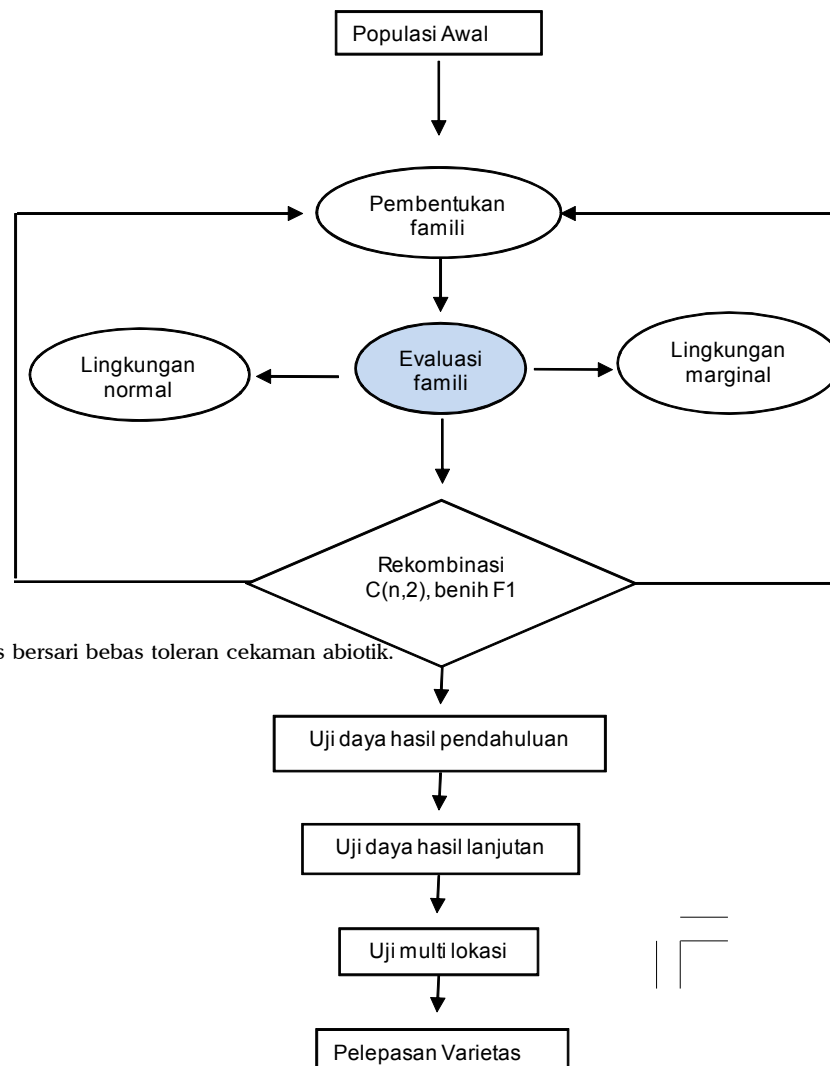 Populasi Awal
Pembentukan
famili
Lingkungan
normal
Evaluasi
famili
Lingkungan
marginal
Rekombinasi
C(n,2), benih F1
s bersari bebas toleran cekaman abiotik.
Uji daya hasil pendahuluan
Uji daya hasil lanjutan
Uji multi lokasi
Pelepasan Varietas